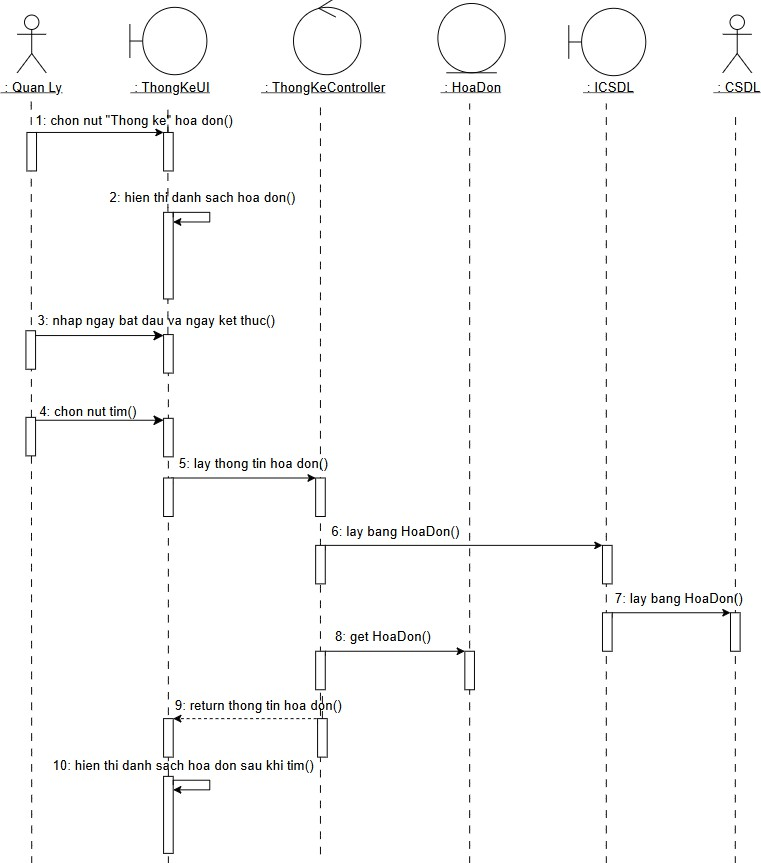 : Quan Ly
: ThongKeUI
: ThongKeController
: HoaDon
: ICSDL
: CSDL
1: chon nut "Thong ke" hoa don()
2: hien thi danh sach hoa don()
3: nhap ngay bat dau va ngay ket thuc()
4: chon nut tim()
5: lay thong tin hoa don()
6: lay bang HoaDon()
7: lay bang HoaDon()
8: get HoaDon()
9: return thong tin hoa don()
10: hien thi danh sach hoa don sau khi tim()